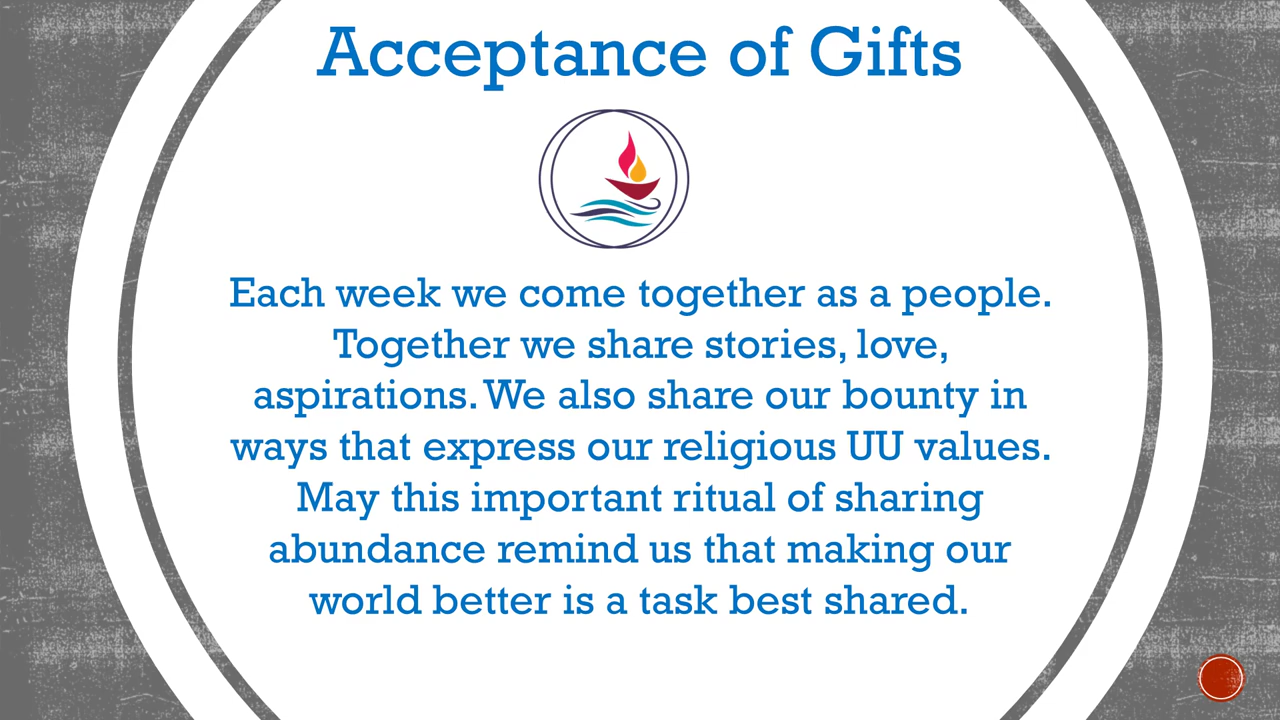 Acceptance of Gifts
Each week we come together as a people.
Together we share stories, love,
aspirations. We also share our bounty in
ways that express our religious UU values.
May this important ritual of sharing
abundance remind us that making our
world better is a task best shared.